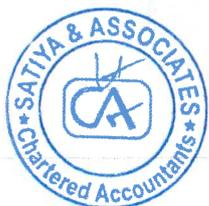 SATIYA & ASSOCIATES
CA
★ Chartered Accountants ★